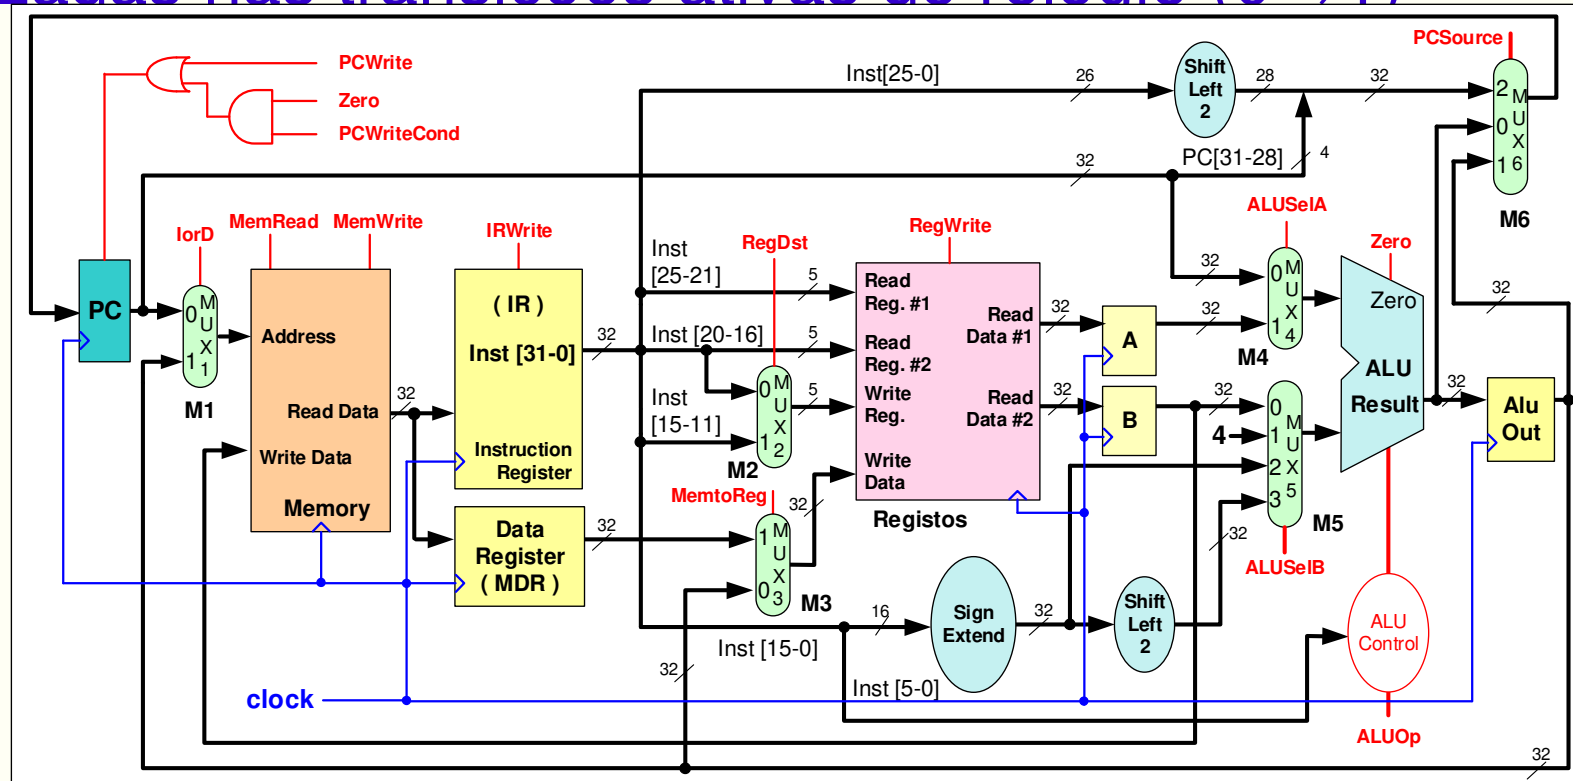 PCSource
PCWrite
Zero
PCWriteCond
Inst[25-0]
26
Shift
Left
2
28
32
2
0
1
M
U
X
6
M6
PC[31-28]
4
32
MemRead
MemWrite
IorD
IRWrite
RegDst
RegWrite
ALUSelA
Zero
PC
0
1
M
U
X
1
M1
Address
Read Data
Write Data
Memory
32
( IR )
Inst [31-0]
Instruction
Register
32
Data
Register
( MDR )
32
Inst
[25-21]
5
Inst [20-16]
5
Inst
[15-11]
0
1
M
U
X
2
5
M2
MemtoReg
1
0
M
U
X
3
32
M3
Read
Reg. #1
Read
Reg. #2
Write
Reg.
Write
Data
Read
Data #1
Read
Data #2
Registos
32
32
A
B
32
32
32
0
1
M
U
X
4
M4
4
0
1
2
3
M
U
X
5
M5
ALUSelB
Zero
ALU
Result
32
Alu
Out
32
16
Inst [15-0]
Sign
Extend
32
Shift
Left
2
32
ALU
Control
ALUOp
Inst [5-0]
32
clock
32